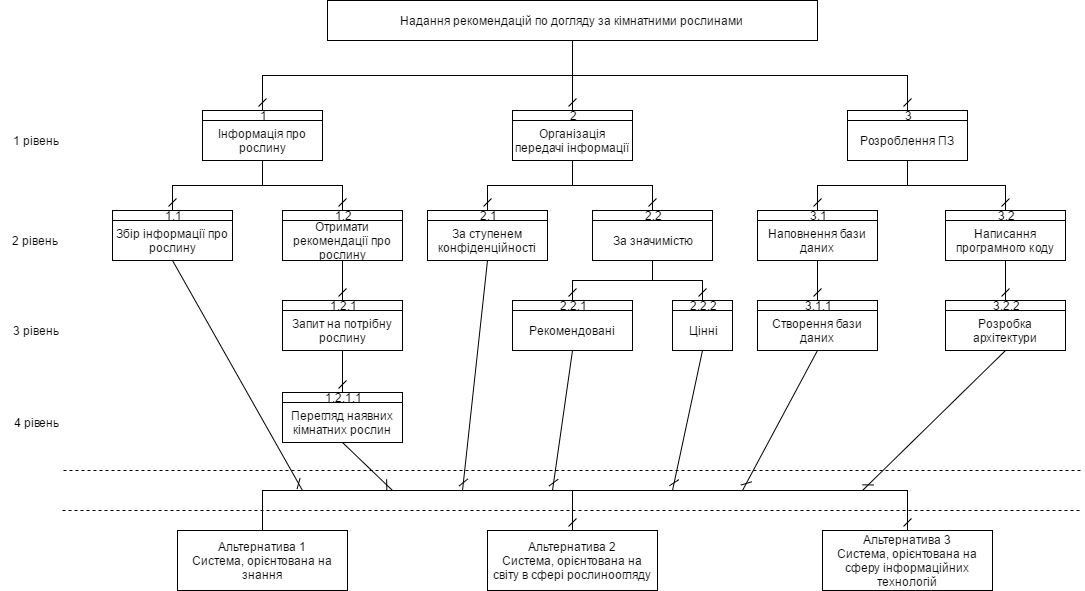 Надання рекомендацій по догляду за кімнатними рослинами
1 рівень
1
Інформація про
рослину
2
Організація
передачі інформації
3
Розроблення ПЗ
2 рівень
1.1
Збір інформації про
рослину
1.2
Отримати
рекомендації про
рослину
2.1
За ступенем
конфіденційності
2.2
За значимістю
3.1
Наповнення бази
даних
3.2
Написання
програмного коду
3 рівень
1.2.1
Запит на потрібну
рослину
2.2.1
Рекомендовані
2.2.2
Цінні
3.1.1
Створення бази
даних
3.2.2
Розробка
архітектури
4 рівень
1.2.1.1
Перегляд наявних
кімнатних рослин
Альтернатива 1
Система, орієнтована на
знання
Альтернатива 2
Система, орієнтована на
світу в сфері рослиноогляду
Альтернатива 3
Система, орієнтована на
сферу інформаційних
технологій